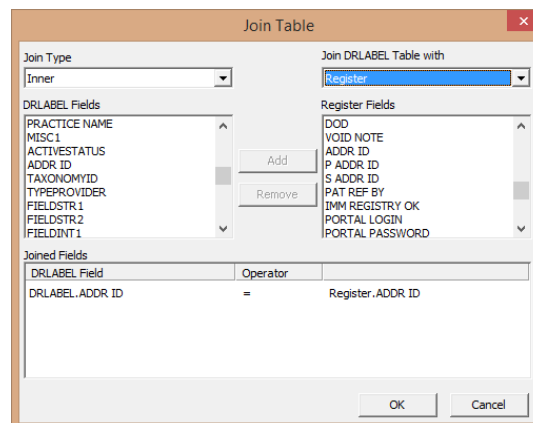 Join Table
Join Type
Join DRLABEL Table with
Inner
Register
DRLABEL Fields
Register Fields
PRACTICE NAME
MISC1
ACTIVESTATUS
ADDR ID
TAXONOMYID
TYPEPROVIDER
FIELDSTR1
FIELDSTR2
FIELDINT1
Add
Remove
DOD
VOID NOTE
ADDR ID
P ADDR ID
S ADDR ID
PAT REF BY
IMM REGISTRY OK
PORTAL LOGIN
PORTAL PASSWORD
Joined Fields
DRLABEL Field Operator
DRLABEL.ADDR ID = Register.ADDR ID
OK Cancel